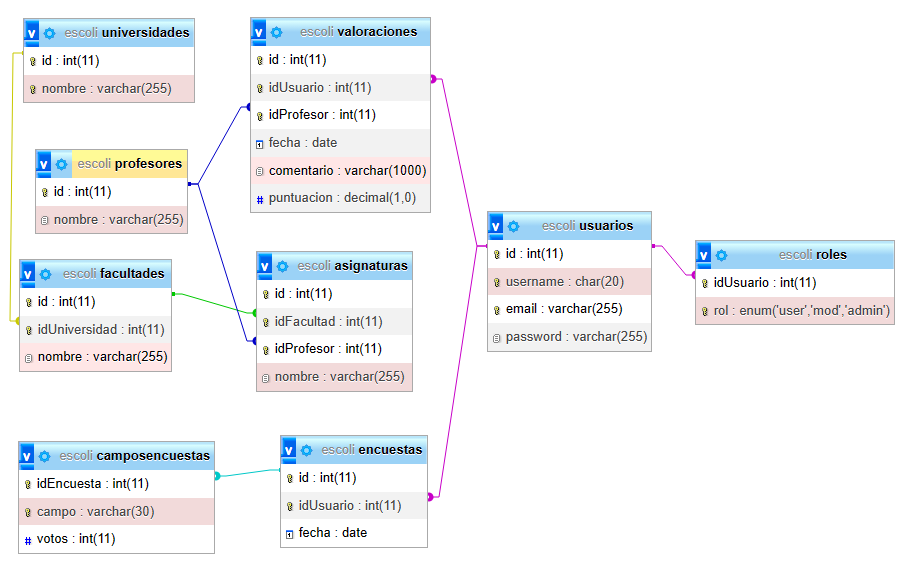 v escoli universidades
id : int(11)
nombre : varchar(255)
v escoli valoraciones
id : int(11)
idUsuario : int(11)
idProfesor : int(11)
fecha : date
comentario : varchar(1000)
# puntuacion : decimal(1,0)
v escoli profesores
id : int(11)
nombre : varchar(255)
v escoli facultades
id : int(11)
idUniversidad : int(11)
nombre : varchar(255)
v escoli asignaturas
id : int(11)
idFacultad : int(11)
idProfesor : int(11)
nombre : varchar(255)
v escoli usuarios
id : int(11)
username : char(20)
email : varchar(255)
password : varchar(255)
v escoli roles
idUsuario : int(11)
rol : enum('user','mod','admin')
v escoli camposencuestas
idEncuesta : int(11)
campo : varchar(30)
# votos : int(11)
v escoli encuestas
id : int(11)
idUsuario : int(11)
fecha : date